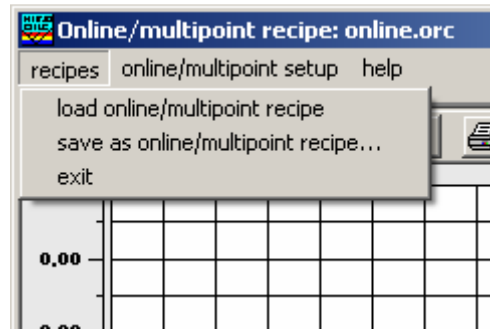 Online/multipoint recipe: online.orc
recipes online/multipoint setup help
load online/multipoint recipe
save as online/multipoint recipe...
exit
0,00